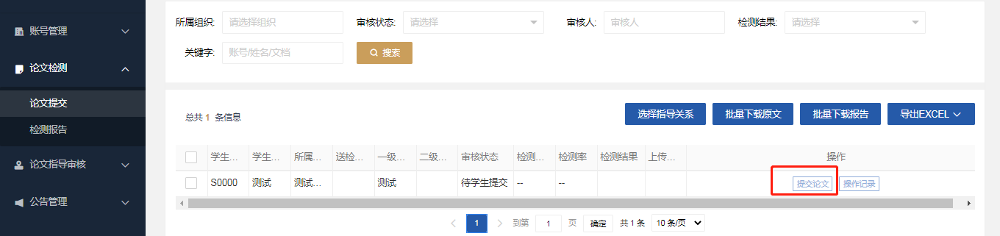 账号管理
论文检测
论文提交
检测报告
论文指导审核
公告管理
所属组织: 请选择组织 审核状态: 请选择 审核人: 审核人 检测结果: 请选择
关键字: 账号/姓名/文档 搜索
总共 1 条信息 选择指导关系 批量下载原文 批量下载报告 导出EXCEL
学生... 学生... 所属... 送检... 一级... 二级... 审核状态 检测... 检测率 检测结果 上传... 操作
S0000 测试 测试... 测试 待学生提交 -- -- 提交论文 操作记录
1 到第 1 页 确定 共 1 条 10 条/页